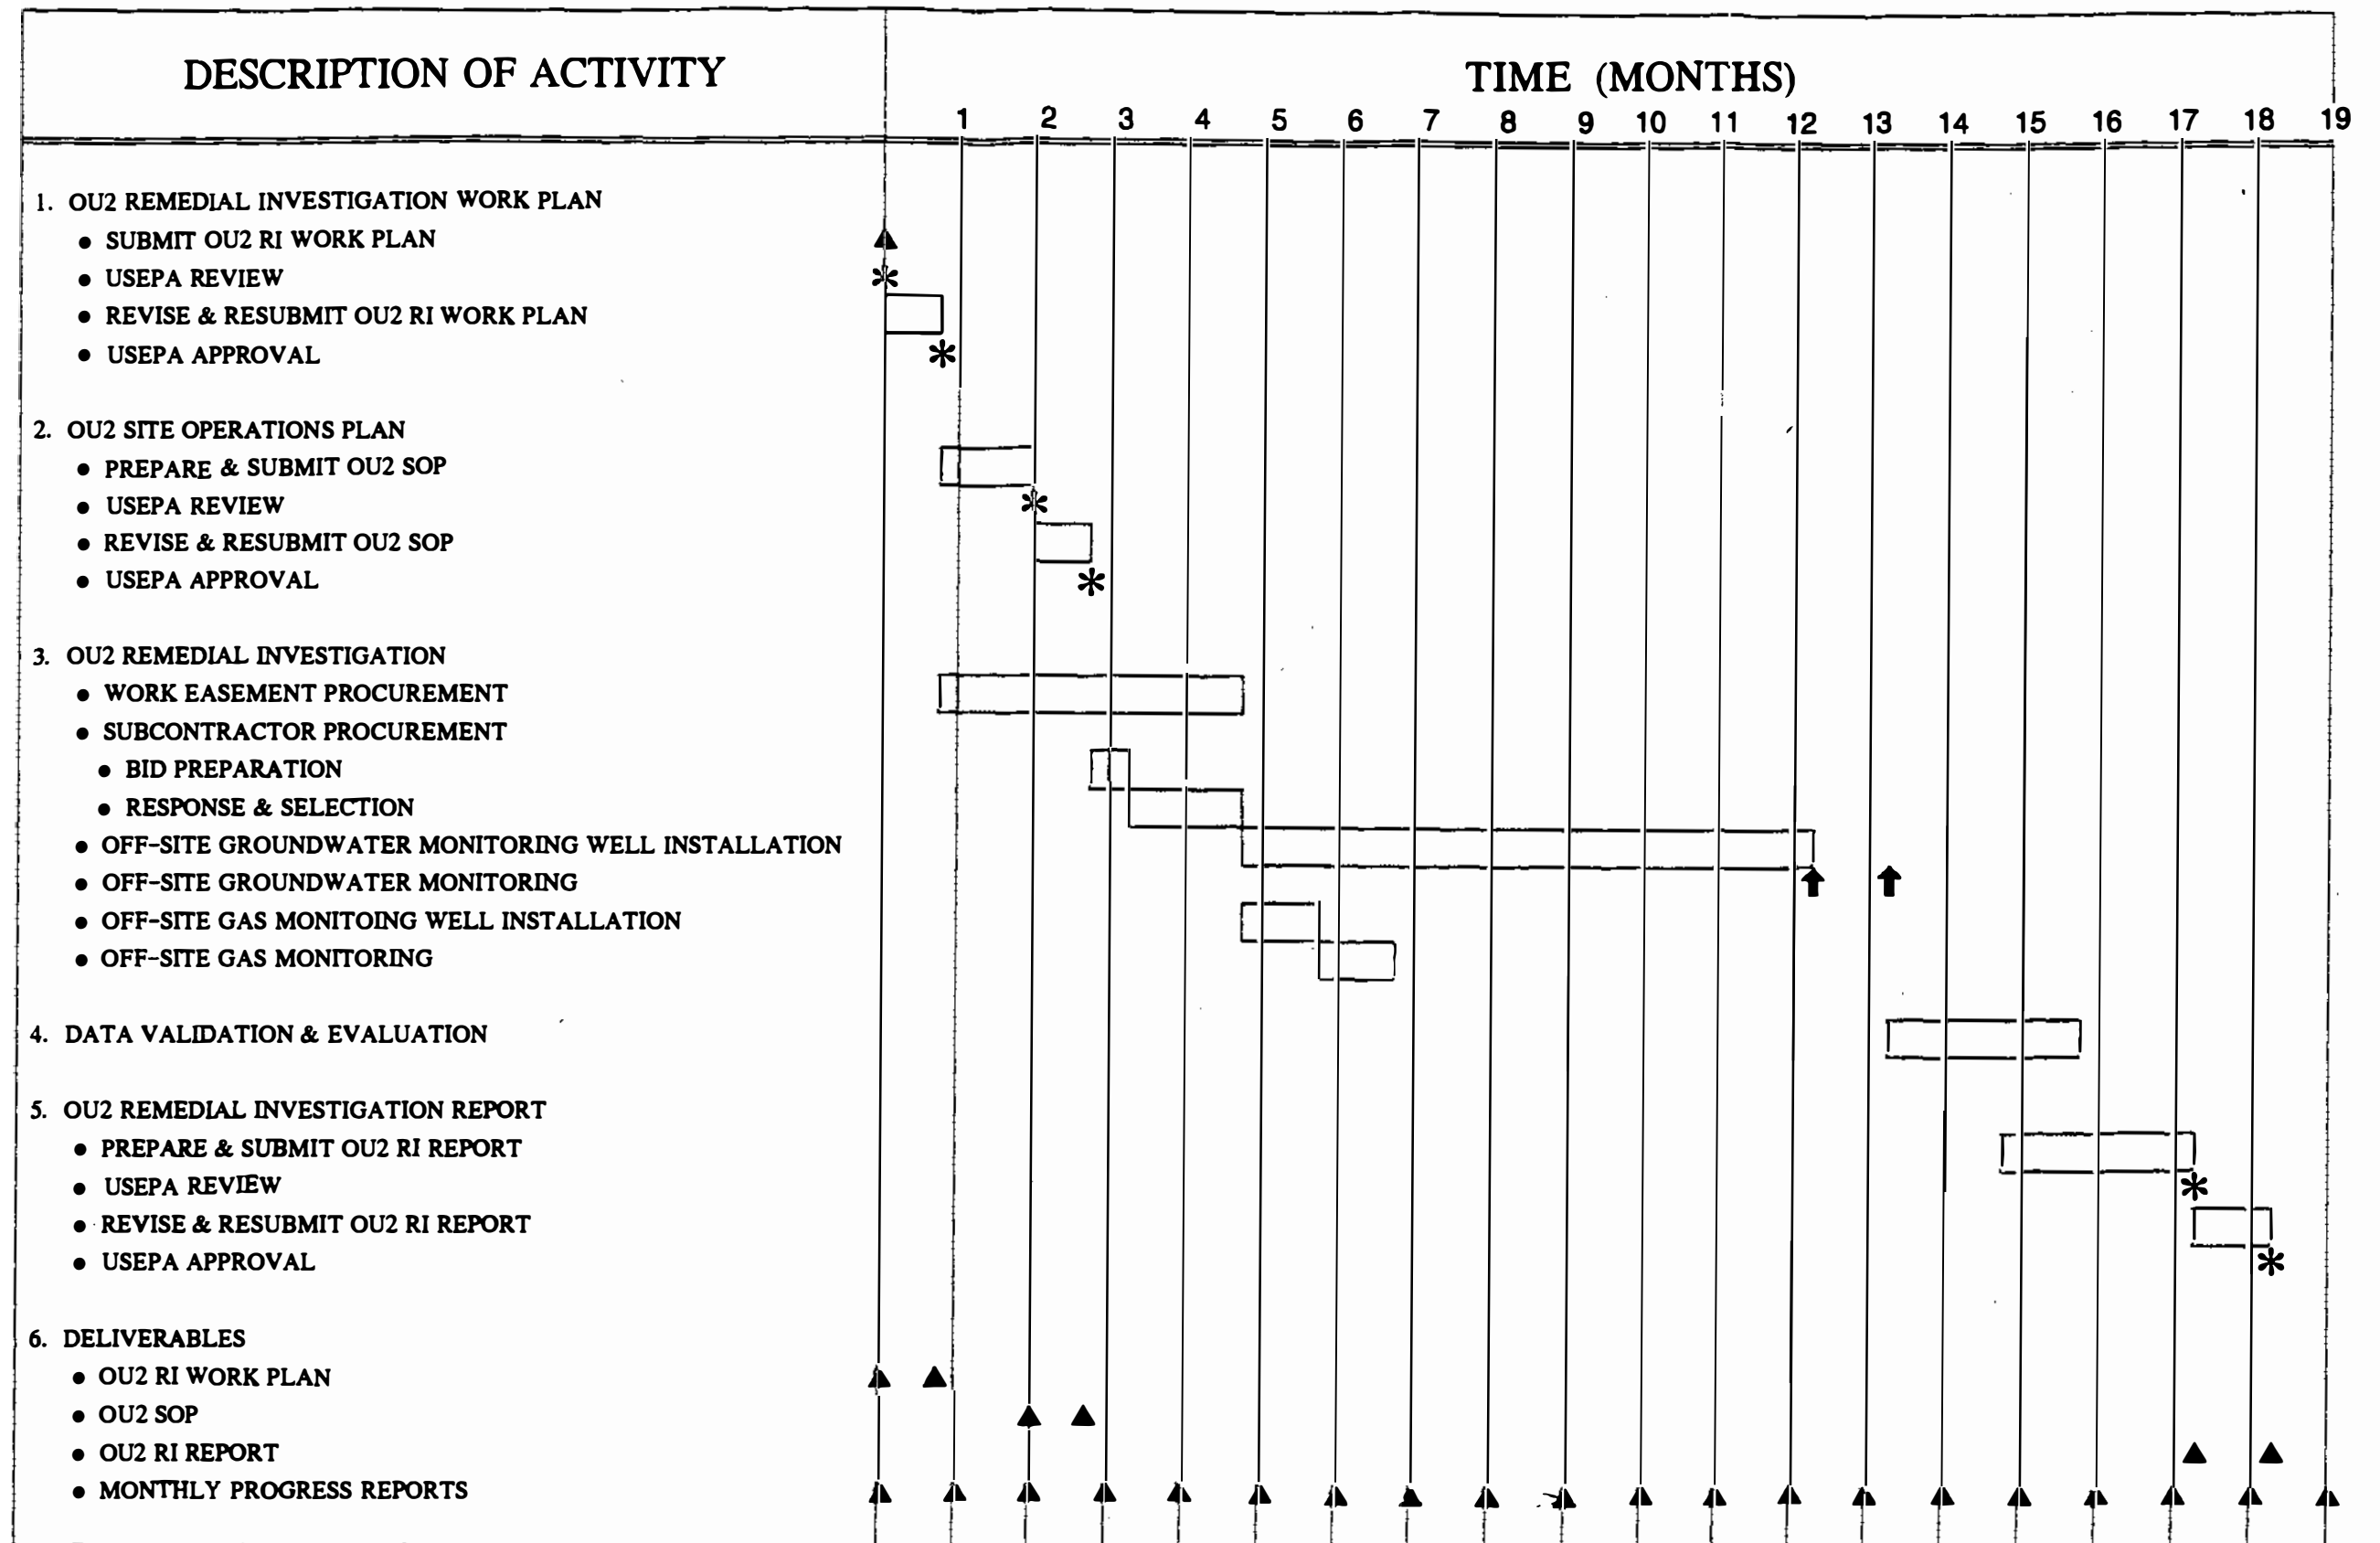 DESCRIPTION OF ACTIVITY
TIME (MONTHS)
1 2 3 4 5 6 7 8 9 10 11 12 13 14 15 16 17 18 19
1. OU2 REMEDIAL INVESTIGATION WORK PLAN
• SUBMIT OU2 RI WORK PLAN
• USEPA REVIEW
• REVISE & RESUBMIT OU2 RI WORK PLAN
• USEPA APPROVAL
2. OU2 SITE OPERATIONS PLAN
• PREPARE & SUBMIT OU2 SOP
• USEPA REVIEW
• REVISE & RESUBMIT OU2 SOP
• USEPA APPROVAL
3. OU2 REMEDIAL INVESTIGATION
• WORK EASEMENT PROCUREMENT
• SUBCONTRACTOR PROCUREMENT
• BID PREPARATION
• RESPONSE & SELECTION
• OFF-SITE GROUNDWATER MONITORING WELL INSTALLATION
• OFF-SITE GROUNDWATER MONITORING
• OFF-SITE GAS MONITOING WELL INSTALLATION
• OFF-SITE GAS MONITORING
4. DATA VALIDATION & EVALUATION
5. OU2 REMEDIAL INVESTIGATION REPORT
• PREPARE & SUBMIT OU2 RI REPORT
• USEPA REVIEW
• REVISE & RESUBMIT OU2 RI REPORT
• USEPA APPROVAL
6. DELIVERABLES
• OU2 RI WORK PLAN
• OU2 SOP
• OU2 RI REPORT
• MONTHLY PROGRESS REPORTS